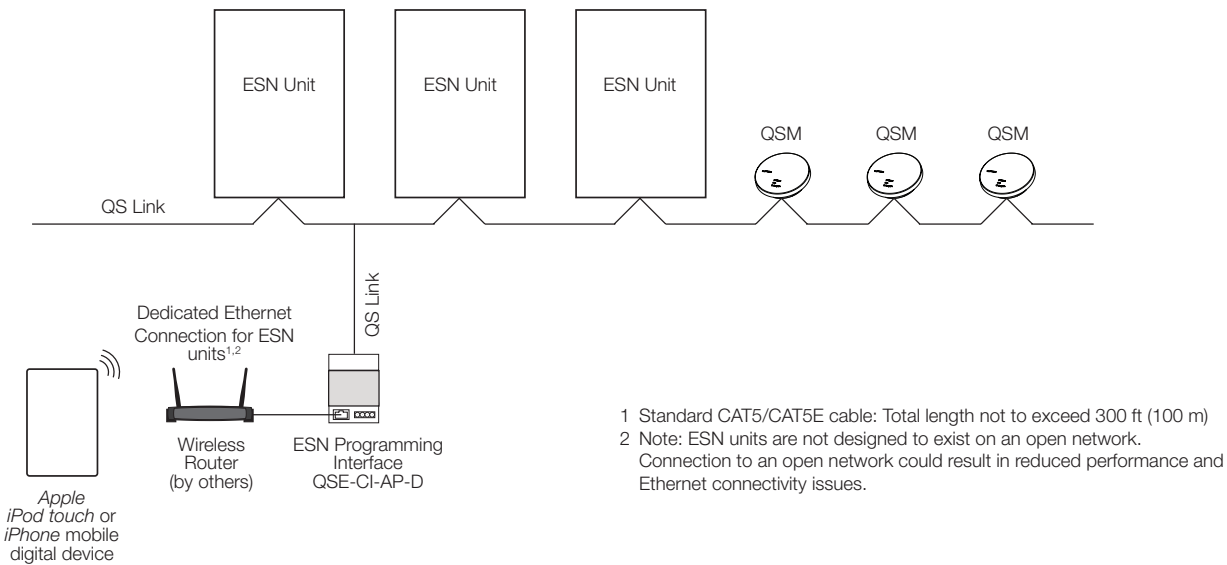 ESN Unit
ESN Unit
ESN Unit
QSM
QSM
QSM
QS Link
QS Link
Dedicated Ethernet
Connection for ESN
units1,2
Wireless
Router
(by others)
ESN Programming
Interface
QSE-CI-AP-D
Apple
iPod touch or
iPhone mobile
digital device
1 Standard CAT5/CAT5E cable: Total length not to exceed 300 ft (100 m)
2 Note: ESN units are not designed to exist on an open network.
Connection to an open network could result in reduced performance and
Ethernet connectivity issues.